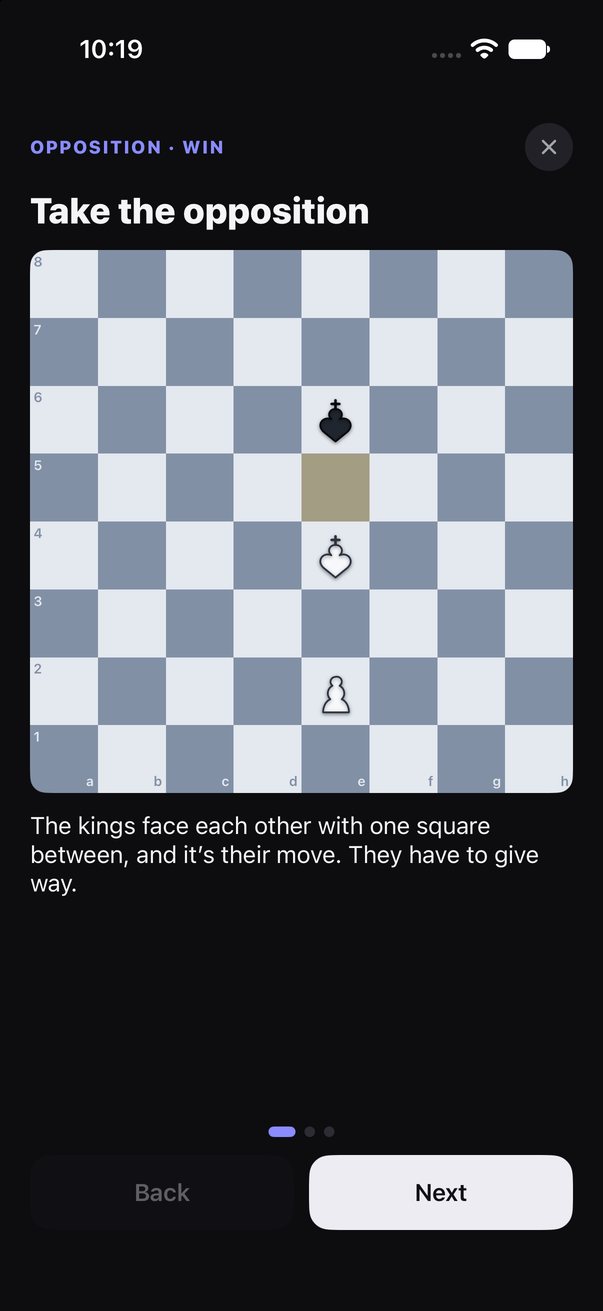 10:19
OPPOSITION · WIN
Take the opposition
8
7
6
5
4
3
2
1
a b c d e f g h
The kings face each other with one square
between, and it’s their move. They have to give
way.
Back Next